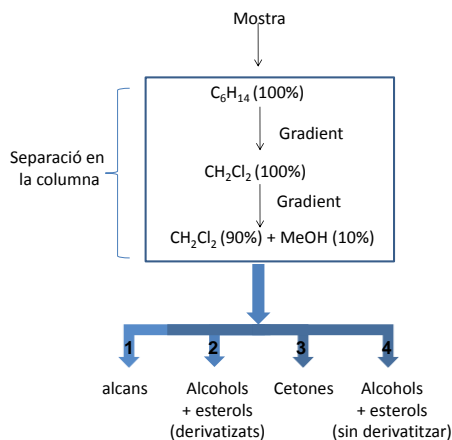 Mostra
C₆H₁₄ (100%)
Gradient
Separació en
la columna
CH₂Cl₂ (100%)
Gradient
CH₂Cl₂ (90%) + MeOH (10%)
1 2 3 4
alcans
Alcohols
+ esterols
(derivatizats)
Cetones
Alcohols
+ esterols
(sin derivatitzar)